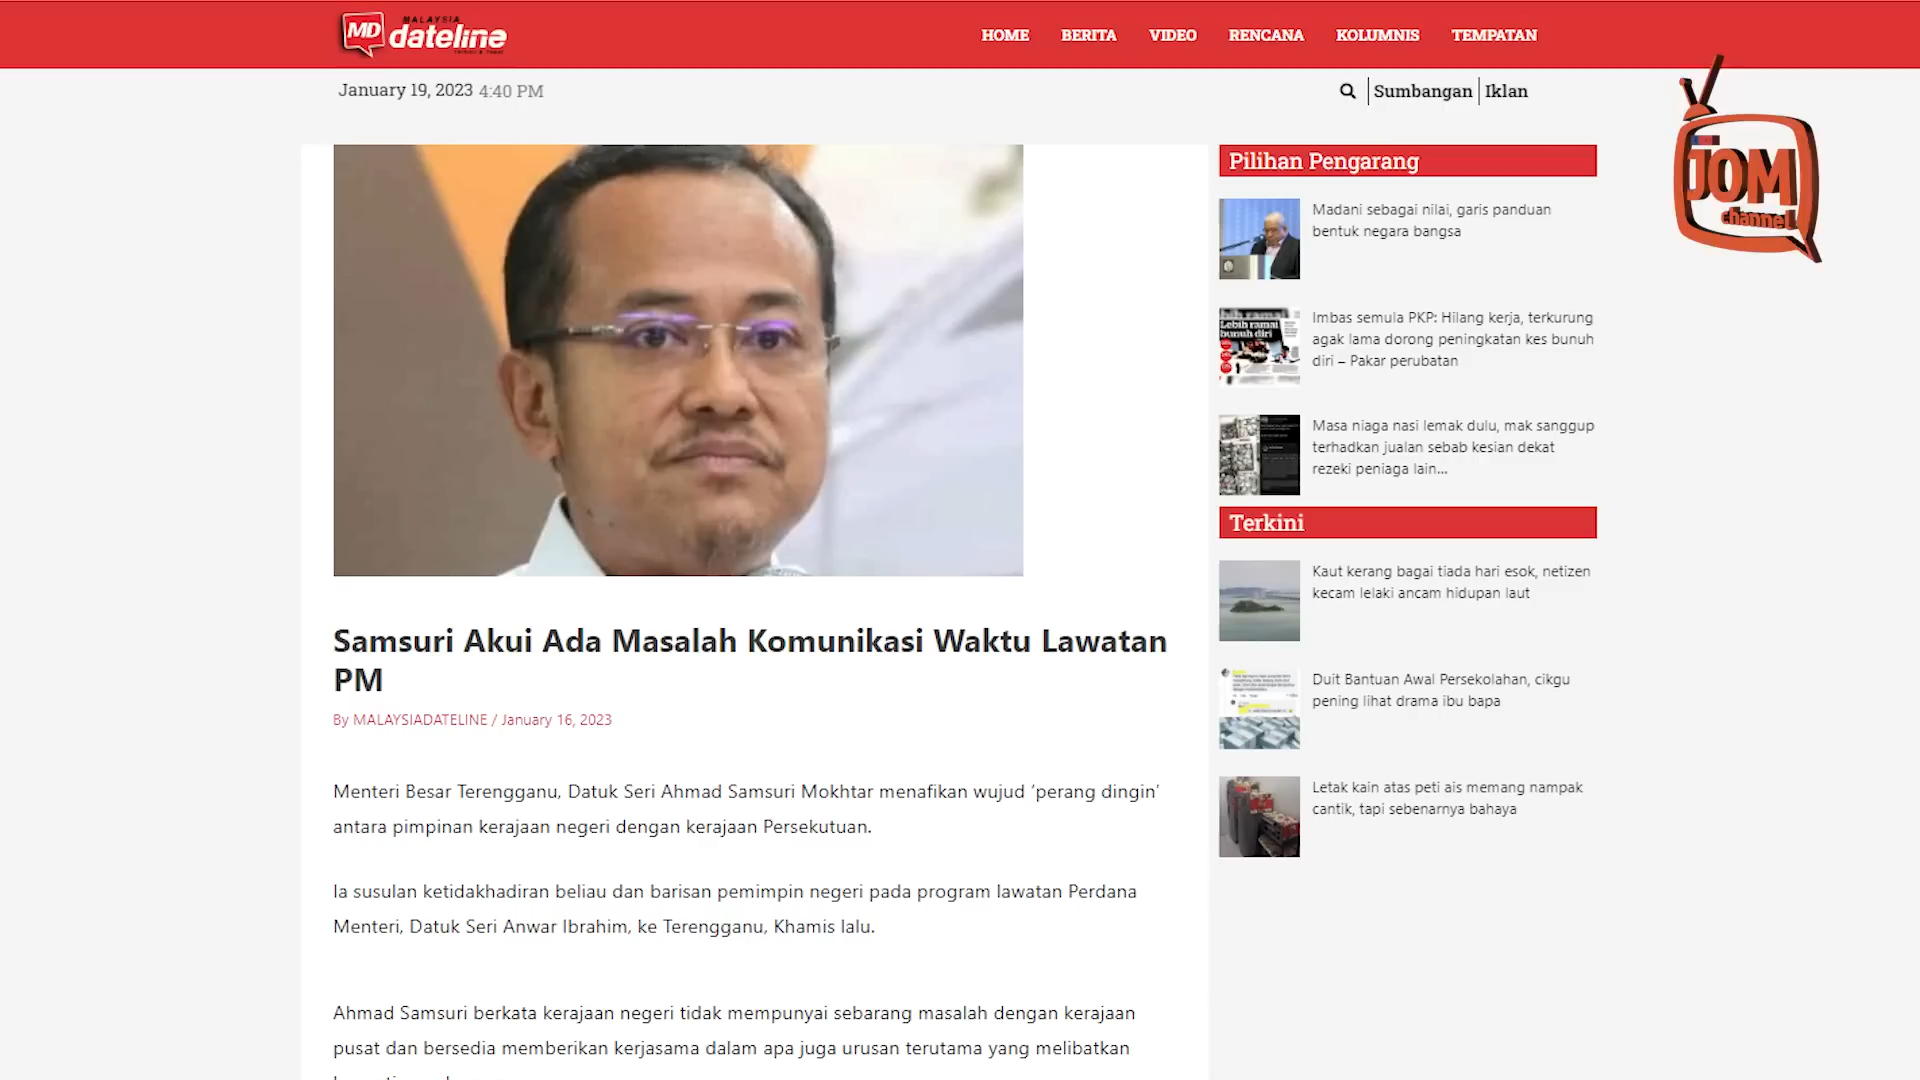 MD
MALAYSIA
dateline
HOME
BERITA
VIDEO
RENCANA
KOLUMNIS
TEMPATAN
January 19, 2023 4:40 PM
Sumbangan
Iklan
JOM
channel
Samsuri Akui Ada Masalah Komunikasi Waktu Lawatan
PM
By MALAYSIADATELINE / January 16, 2023
Menteri Besar Terengganu, Datuk Seri Ahmad Samsuri Mokhtar menafikan wujud ‘perang dingin’
antara pimpinan kerajaan negeri dengan kerajaan Persekutuan.
Ia susulan ketidakhadiran beliau dan barisan pemimpin negeri pada program lawatan Perdana
Menteri, Datuk Seri Anwar Ibrahim, ke Terengganu, Khamis lalu.
Ahmad Samsuri berkata kerajaan negeri tidak mempunyai sebarang masalah dengan kerajaan
pusat dan bersedia memberikan kerjasama dalam apa juga urusan terutama yang melibatkan
Pilihan Pengarang
Madani sebagai nilai, garis panduan
bentuk negara bangsa
Lebih ramai
bunuh diri
Imbas semula PKP: Hilang kerja, terkurung
agak lama dorong peningkatan kes bunuh
diri – Pakar perubatan
Masa niaga nasi lemak dulu, mak sanggup
terhadkan jualan sebab kesian dekat
rezeki peniaga lain...
Terkini
Kaut kerang bagai tiada hari esok, netizen
kecam lelaki ancam hidupan laut
Duit Bantuan Awal Persekolahan, cikgu
pening lihat drama ibu bapa
Letak kain atas peti ais memang nampak
cantik, tapi sebenarnya bahaya